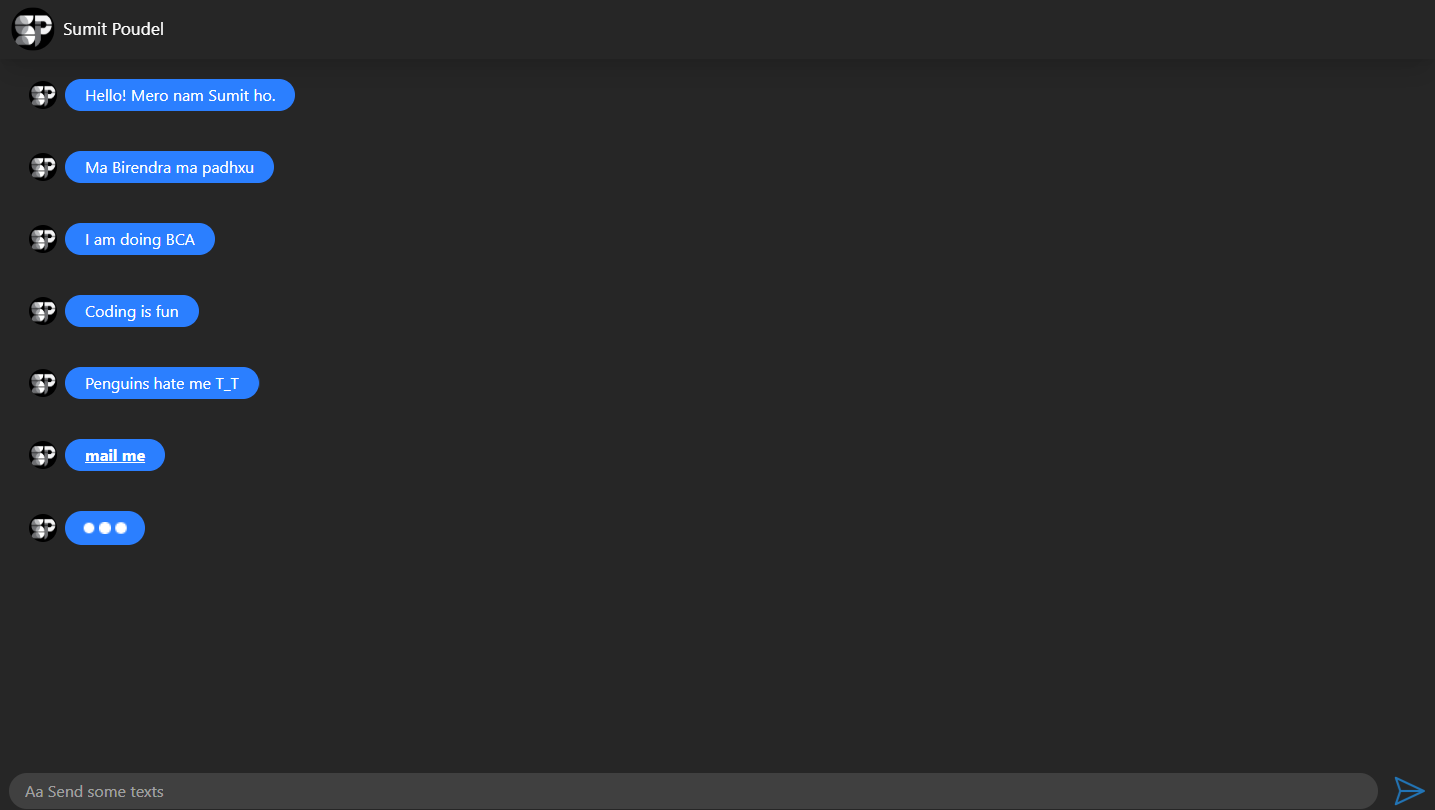 Sumit Poudel
Hello! Mero nam Sumit ho.
Ma Birendra ma padhxu
I am doing BCA
Coding is fun
Penguins hate me T_T
mail me
Aa Send some texts